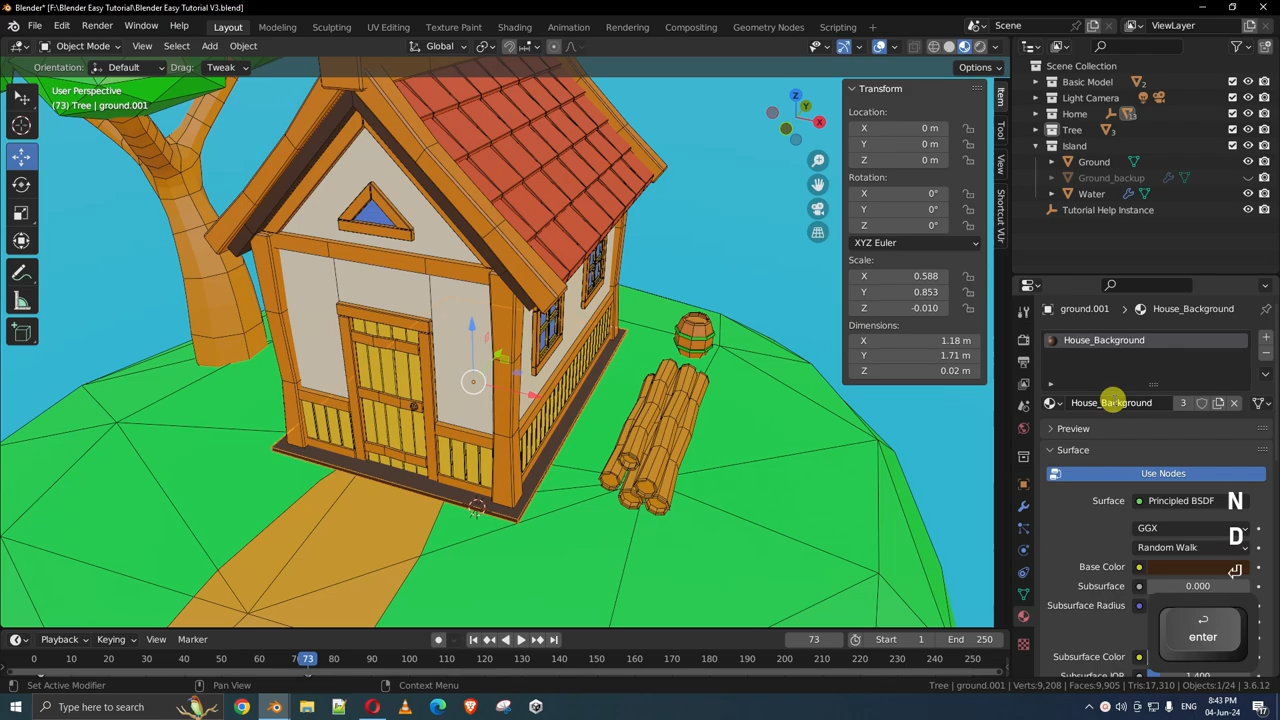 Blender* [F:\Blender Easy Tutorial\Blender Easy Tutorial V3.blend]
File Edit Render Window Help Layout Modeling Sculpting UV Editing Texture Paint Shading Animation Rendering Compositing Geometry Nodes Scripting + Scene ViewLayer
Object Mode View Select Add Object Global
Orientation: Default Drag: Tweak Options
User Perspective
(73) Tree | ground.001
Z
Y
X
Transform
Location:
X 0 m
Y 0 m
Z 0 m
Rotation:
X 0°
Y 0°
Z 0°
XYZ Euler
Scale:
X 0.588
Y 0.853
Z -0.010
Dimensions:
X 1.18 m
Y 1.71 m
Z 0.02 m
Item
Tool
View
Shortcut VUr
Scene Collection
Basic Model 2
Light Camera
Home 13
Tree 3
Island
Ground
Ground_backup
Water
Tutorial Help Instance
ground.001 House_Background
House_Background
House_Background 3
Preview
Surface
Use Nodes
Surface Principled BSDF
N
GGX
D
Random Walk
Base Color
Subsurface 0.000
Subsurface Radius
enter
Subsurface Color
Playback Keying View Marker 73 Start 1 End 250
0 10 20 30 40 50 60 73 80 90 100 110 120 130 140 150 160 170 180 190 200 210 220 230 240 250
Set Active Modifier Pan View Context Menu Tree | ground.001 | Verts:9,208 | Faces:9,905 | Tris:17,310 | Objects:1/24 | 3.6.12
Type here to search ENG 8:43 PM
04-Jun-24